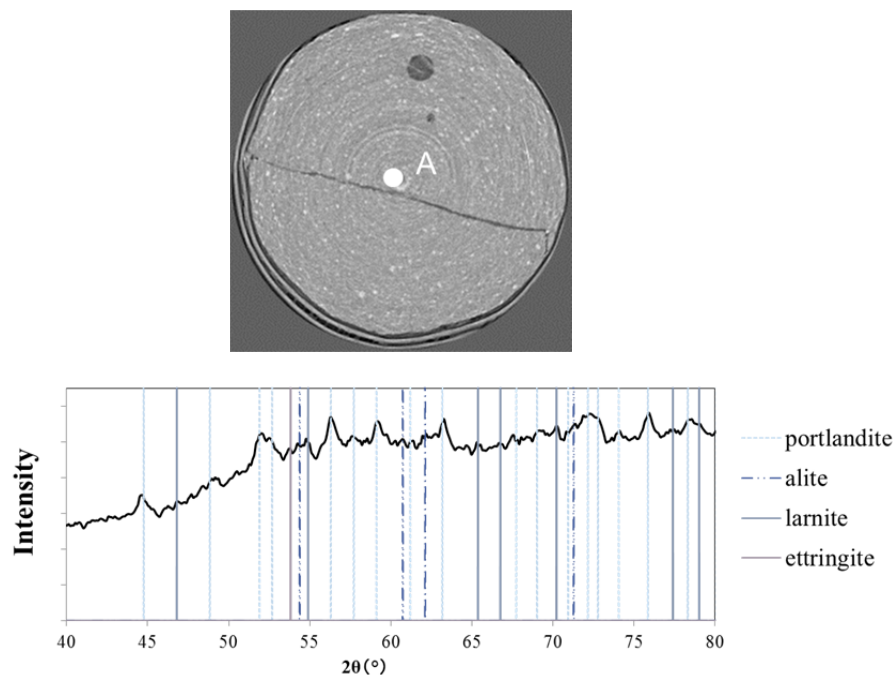 A
Intensity
portlandite
alite
larnite
ettringite
40 45 50 55 60 65 70 75 80
2θ(°)